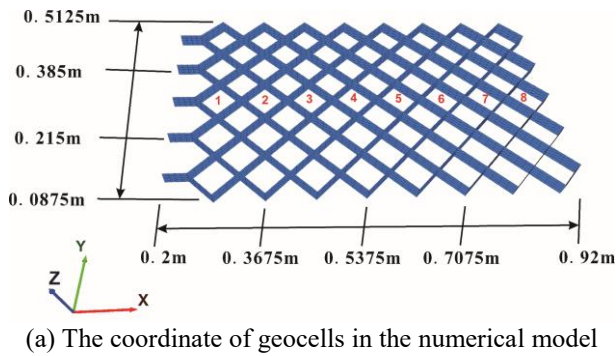 0. 5125m
0. 385m
0. 215m
0. 0875m
1 2 3 4 5 6 7 8
0. 2m 0. 3675m 0. 5375m 0. 7075m 0. 92m
Y
Z
X
(a) The coordinate of geocells in the numerical model